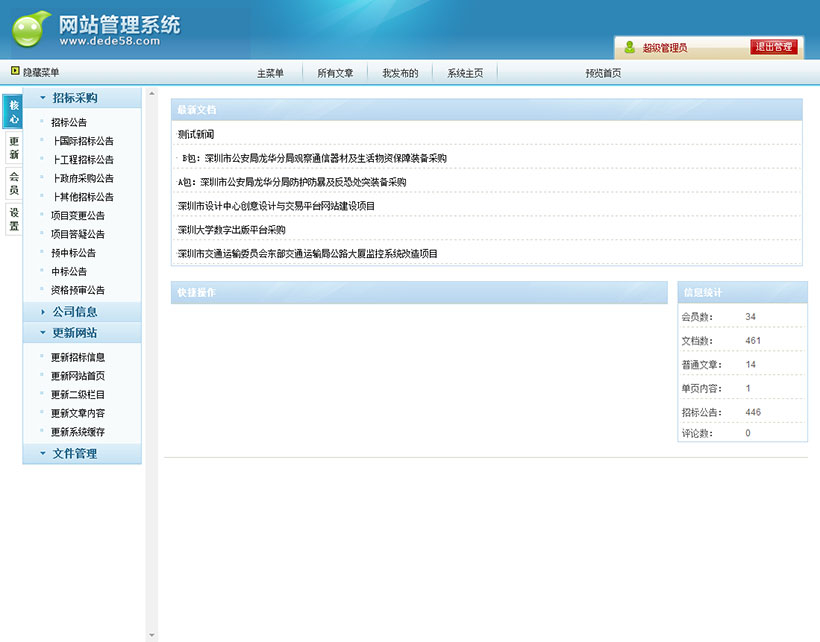 网站管理系统
www.dede58.com
超级管理员
退出管理
隐藏菜单
主菜单
所有文章
我发布的
系统主页
预览首页
核心
更新
会员
设置
招标采购
招标公告
├国际招标公告
├工程招标公告
├政府采购公告
├其他招标公告
项目变更公告
项目答疑公告
预中标公告
中标公告
资格预审公告
公司信息
更新网站
更新招标信息
更新网站首页
更新二级栏目
更新文章内容
更新系统缓存
文件管理
最新文档
·测试新闻
· B包: 深圳市公安局龙华分局观察通信器材及生活物资保障装备采购
·A包: 深圳市公安局龙华分局防护防暴及反恐处突装备采购
·深圳市设计中心创意设计与交易平台网站建设项目
·深圳大学数字出版平台采购
·深圳市交通运输委员会东部交通运输局公路大厦监控系统改造项目
快捷操作
信息统计
会员数: 34
文档数: 461
普通文章: 14
单页内容: 1
招标公告: 446
评论数: 0